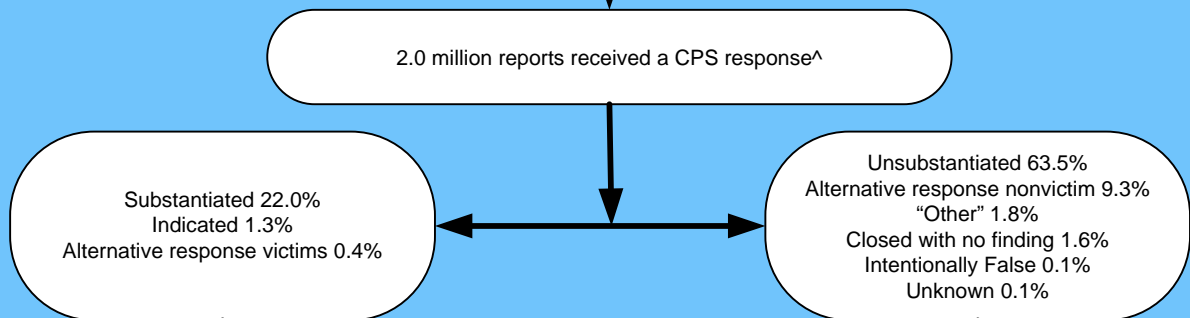 2.0 million reports received a CPS response^
Substantiated 22.0%
Indicated 1.3%
Alternative response victims 0.4%
Unsubstantiated 63.5%
Alternative response nonvictim 9.3%
“Other” 1.8%
Closed with no finding 1.6%
Intentionally False 0.1%
Unknown 0.1%